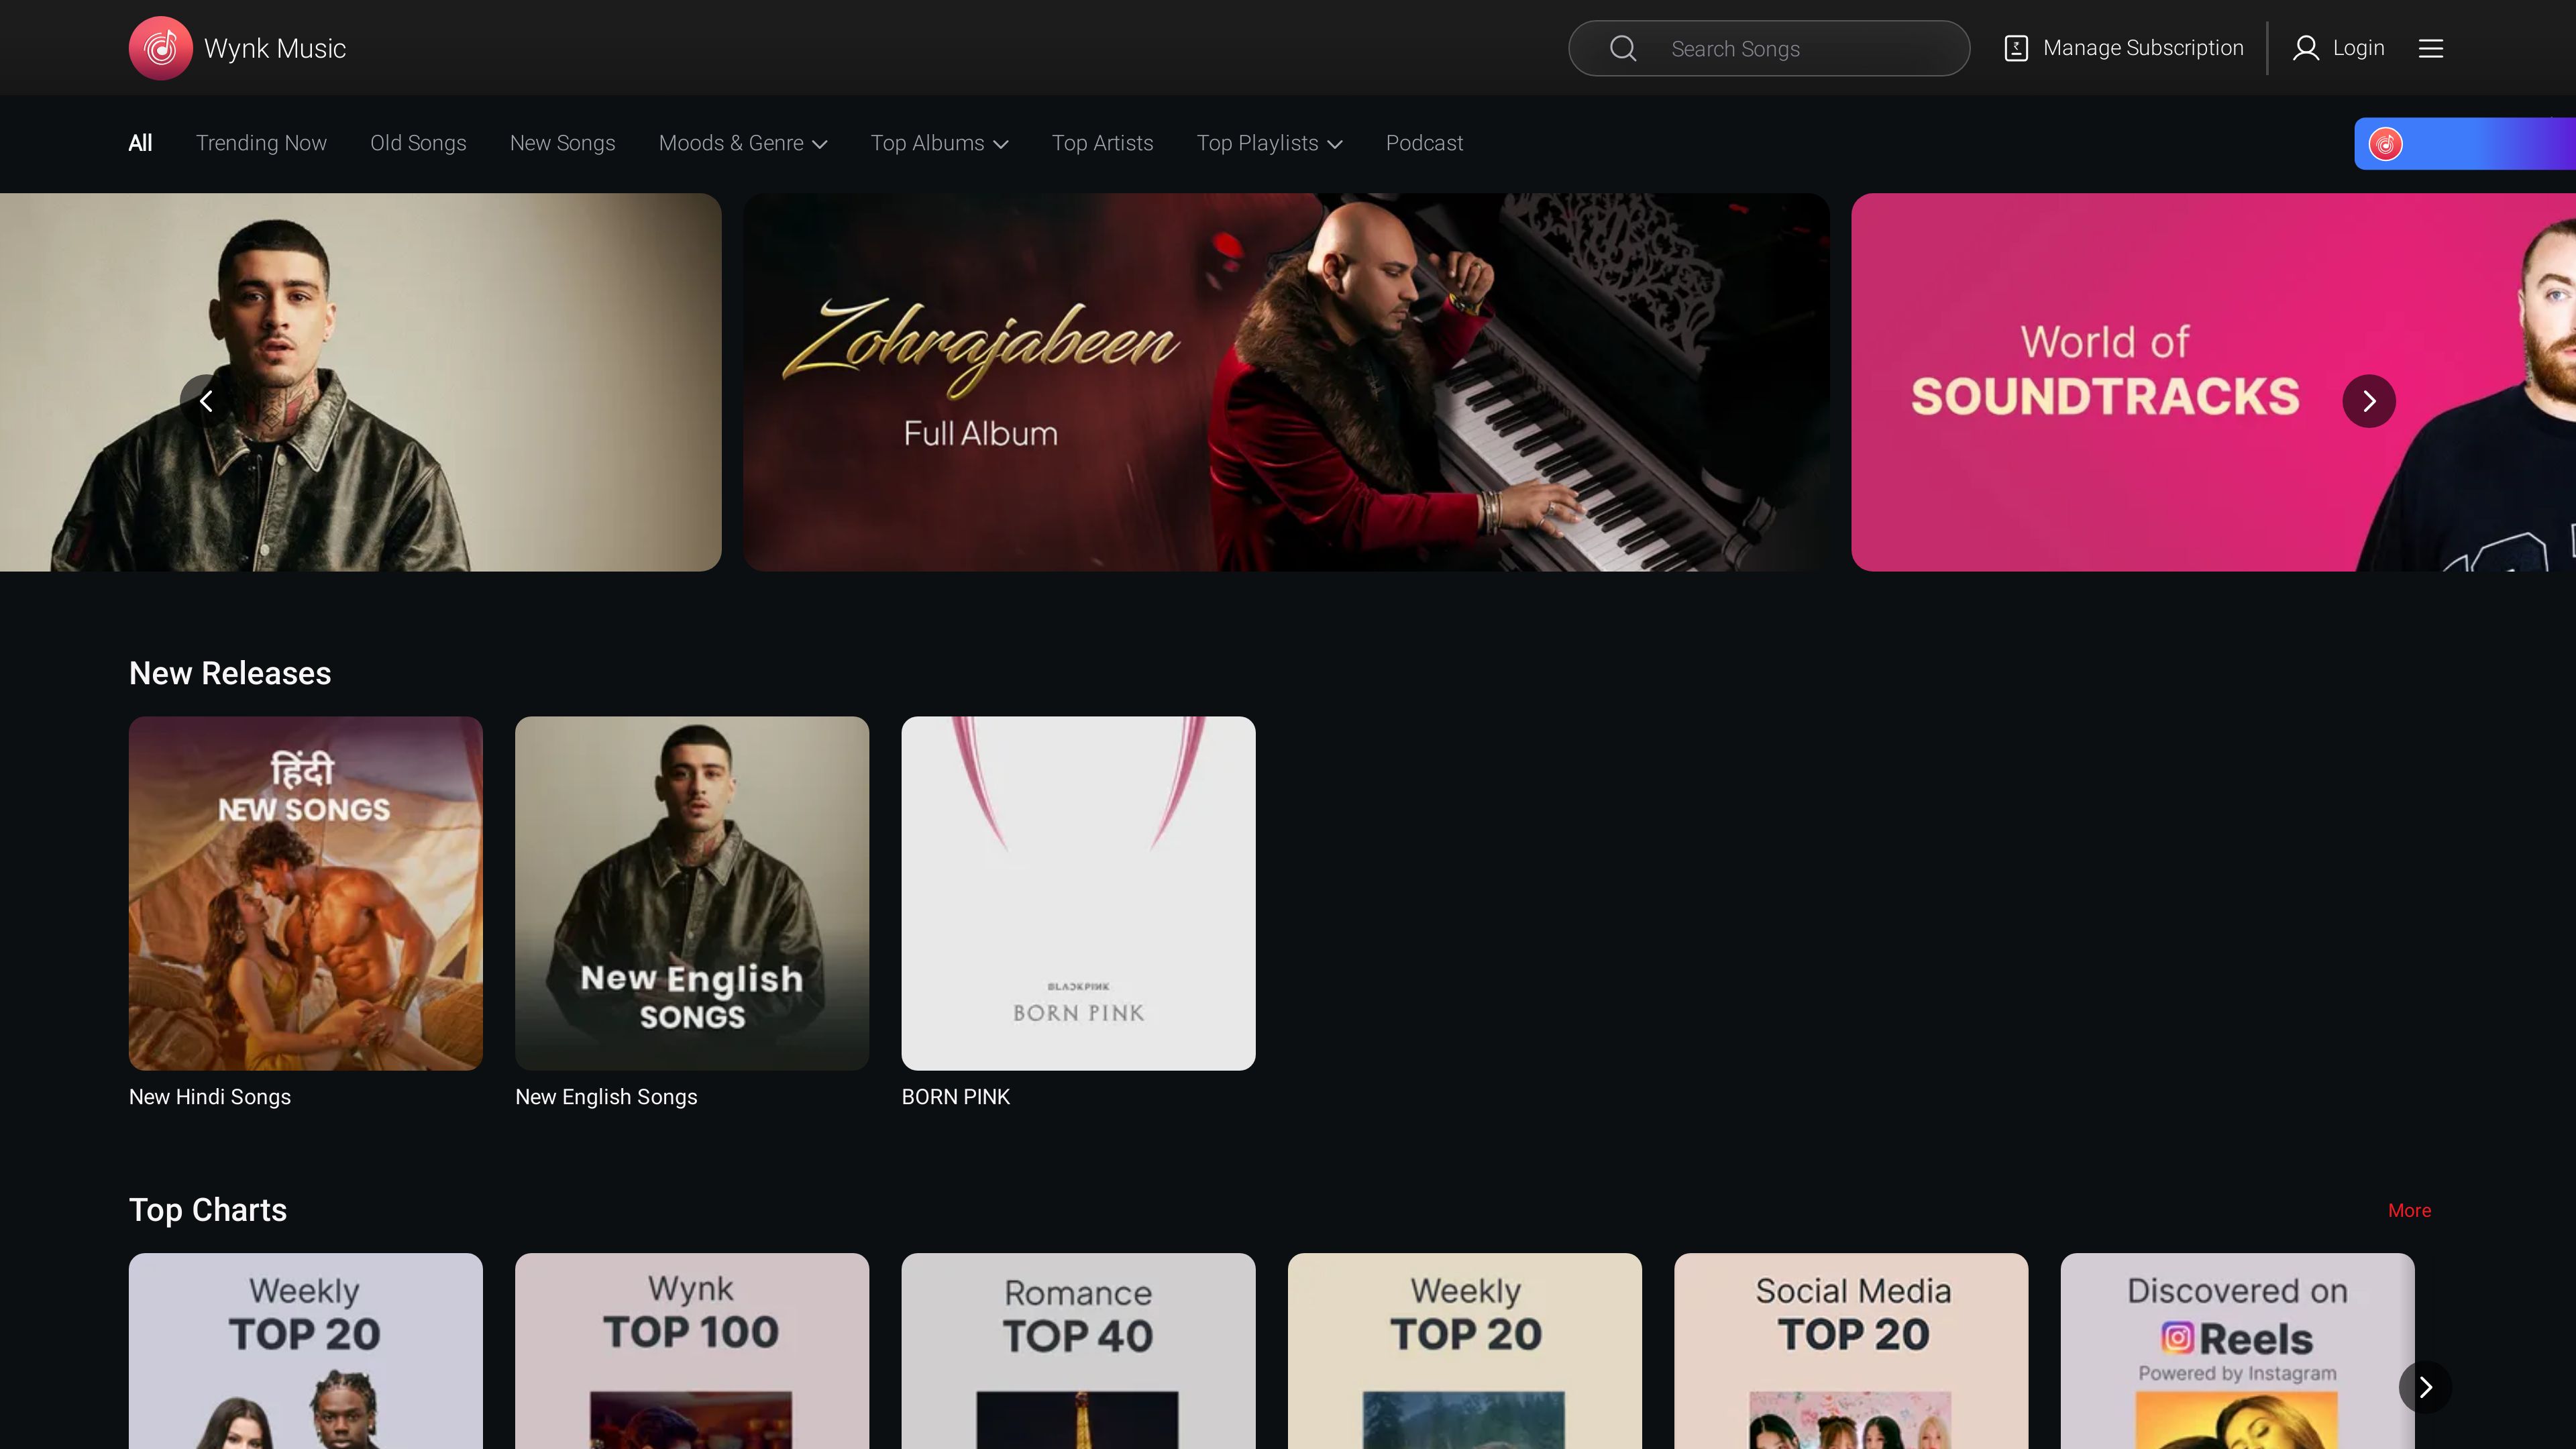 Wynk Music
Search Songs
Manage Subscription
Login
All
Trending Now
Old Songs
New Songs
Moods & Genre
Top Albums
Top Artists
Top Playlists
Podcast
Zohrajabeen
Full Album
World of
SOUNDTRACKS
New Releases
हिंदी
NEW SONGS
New English
SONGS
BLACKPINK
BORN PINK
New Hindi Songs
New English Songs
BORN PINK
Top Charts
More
Weekly
TOP 20
Wynk
TOP 100
Romance
TOP 40
Weekly
TOP 20
Social Media
TOP 20
Discovered on
Reels
Powered by Instagram